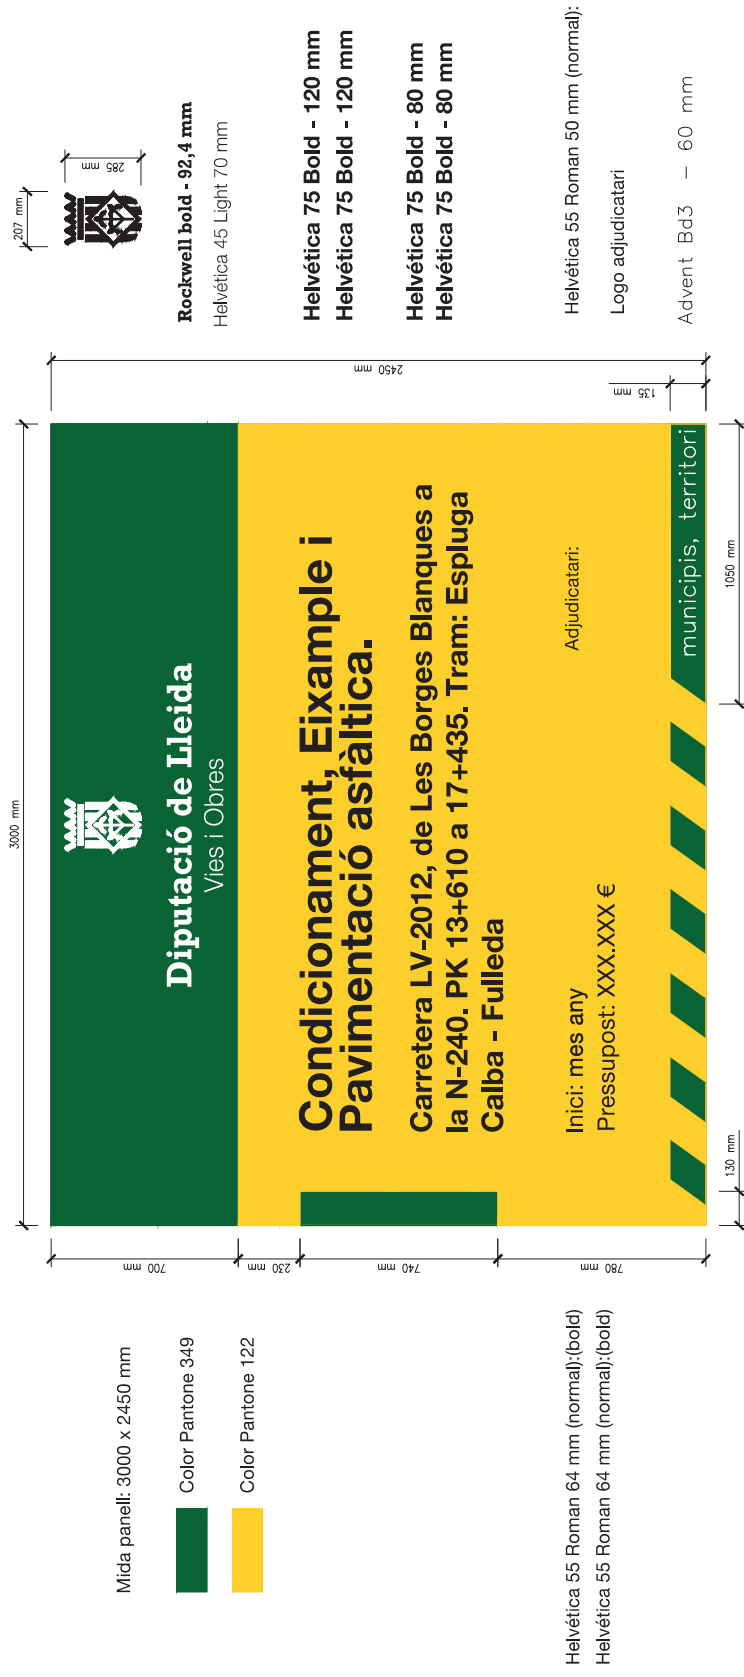 Mida panell: 3000 x 2450 mm
Color Pantone 349
Color Pantone 122
Helvética 55 Roman 64 mm (normal):(bold)
Helvética 55 Roman 64 mm (normal):(bold)
3000 mm
700 mm
230 mm
740 mm
780 mm
130 mm
1050 mm
135 mm
2450 mm
Diputació de Lleida
Vies i Obres
Condicionament, Eixample i
Pavimentació asfàltica.
Carretera LV-2012, de Les Borges Blanques a
la N-240. PK 13+610 a 17+435. Tram: Espluga
Calba - Fulleda
Inici: mes any
Pressupost: XXX.XXX €
Adjudicatari:
municipis, territori
207 mm
285 mm
Rockwell bold - 92,4 mm
Helvética 45 Light 70 mm
Helvética 75 Bold - 120 mm
Helvética 75 Bold - 120 mm
Helvética 75 Bold - 80 mm
Helvética 75 Bold - 80 mm
Helvética 55 Roman 50 mm (normal):
Logo adjudicatari
Advent Bd3 - 60 mm